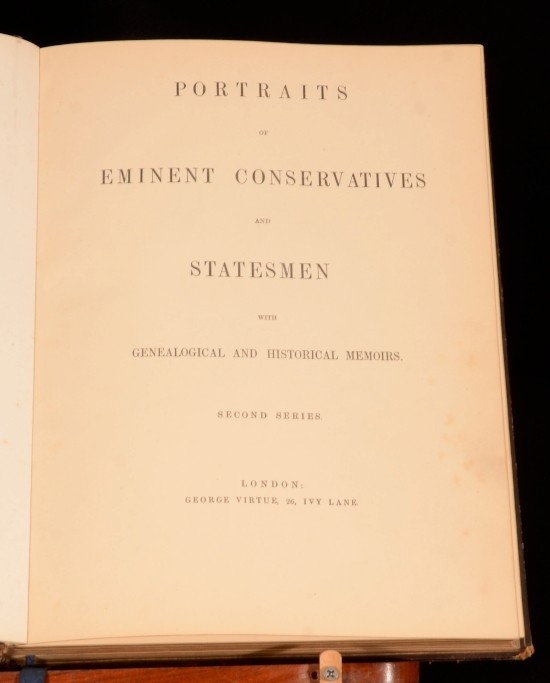 PORTRAITS
OF
EMINENT CONSERVATIVES
AND
STATESMEN
WITH
GENEALOGICAL AND HISTORICAL MEMOIRS.
SECOND SERIES.
LONDON:
GEORGE VIRTUE, 26, IVY LANE.